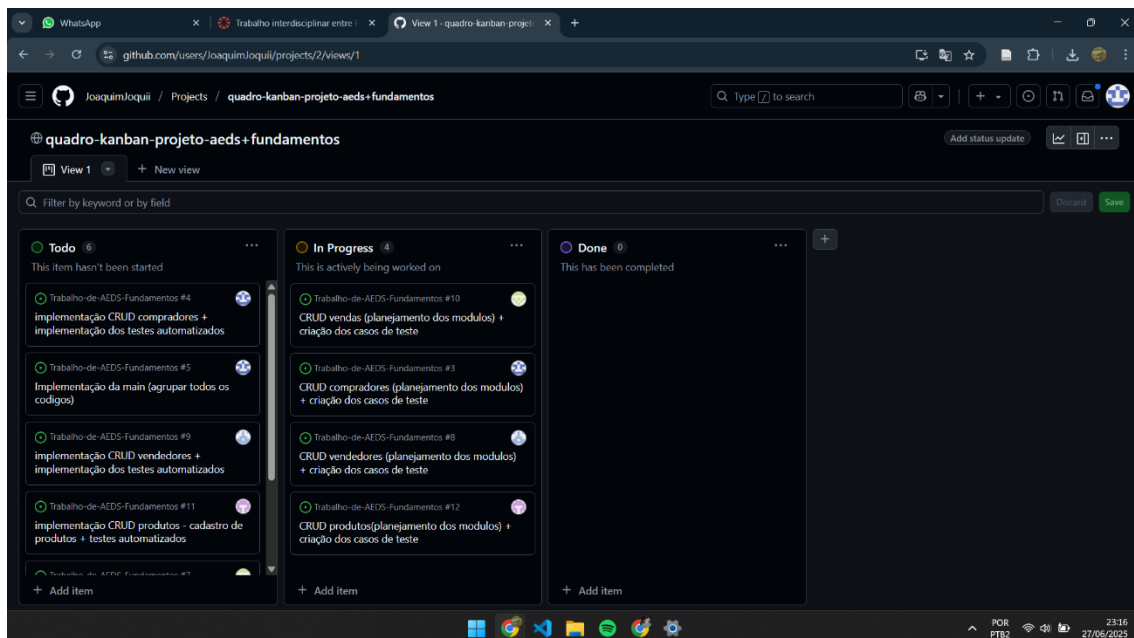 WhatsApp
Trabalho interdisciplinar entre
View 1 · quadro-kanban-projeto
github.com/users/JoaquimJoquii/projects/2/views/1
JoaquimJoquii / Projects / quadro-kanban-projeto-aeds+fundamentos
Type / to search
quadro-kanban-projeto-aeds+fundamentos
Add status update
View 1
+ New view
Filter by keyword or by field
Discard
Save
Todo 6
This item hasn't been started
Trabalho-de-AEDS-Fundamentos #4
implementação CRUD compradores +
implementação dos testes automatizados
Trabalho-de-AEDS-Fundamentos #5
Implementação da main (agrupar todos os
codigos)
Trabalho-de-AEDS-Fundamentos #9
implementação CRUD vendedores +
implementação dos testes automatizados
Trabalho-de-AEDS-Fundamentos #11
implementação CRUD produtos - cadastro de
produtos + testes automatizados
Trabalho-de-AEDS-Fundamentos #7
+ Add item
In Progress 4
This is actively being worked on
Trabalho-de-AEDS-Fundamentos #10
CRUD vendas (planejamento dos modulos) +
criação dos casos de teste
Trabalho-de-AEDS-Fundamentos #3
CRUD compradores (planejamento dos modulos)
+ criação dos casos de teste
Trabalho-de-AEDS-Fundamentos #8
CRUD vendedores (planejamento dos modulos)
+ criação dos casos de teste
Trabalho-de-AEDS-Fundamentos #12
CRUD produtos(planejamento dos modulos) +
criação dos casos de teste
+ Add item
Done 0
This has been completed
+ Add item
POR
PTB2
23:16
27/06/2025